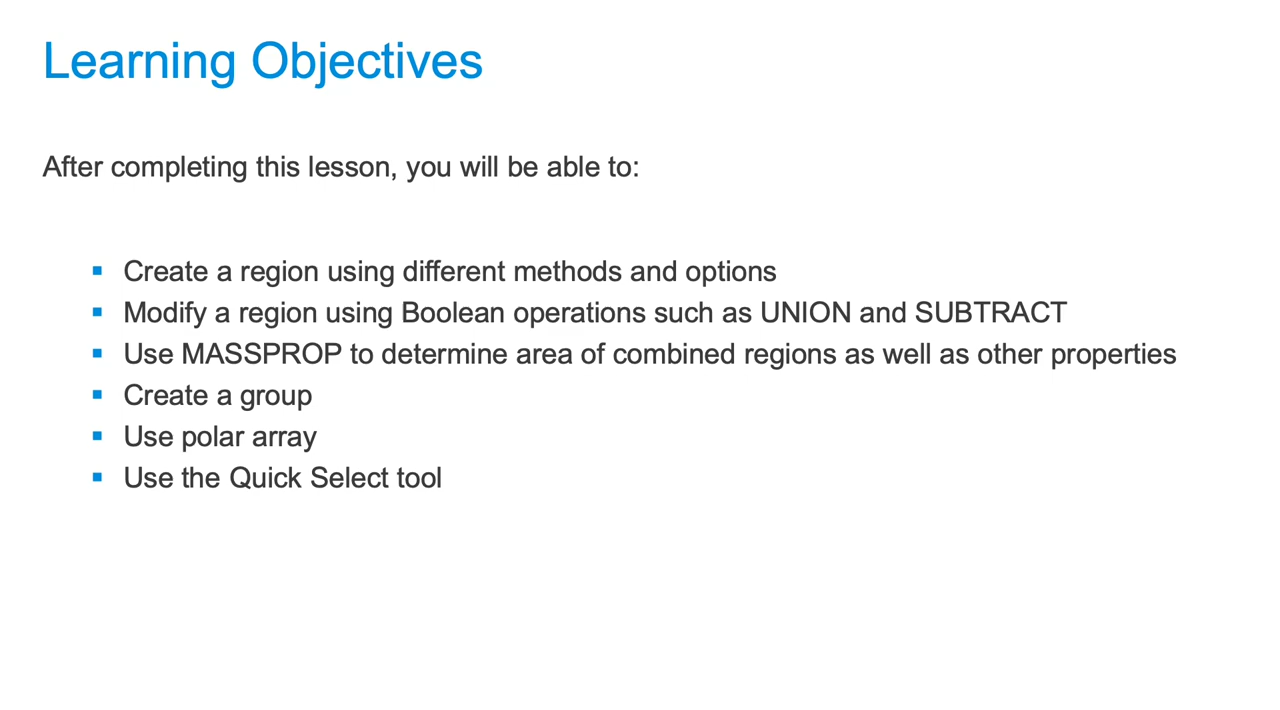 Learning Objectives
After completing this lesson, you will be able to:
▪ Create a region using different methods and options
▪ Modify a region using Boolean operations such as UNION and SUBTRACT
▪ Use MASSPROP to determine area of combined regions as well as other properties
▪ Create a group
▪ Use polar array
▪ Use the Quick Select tool